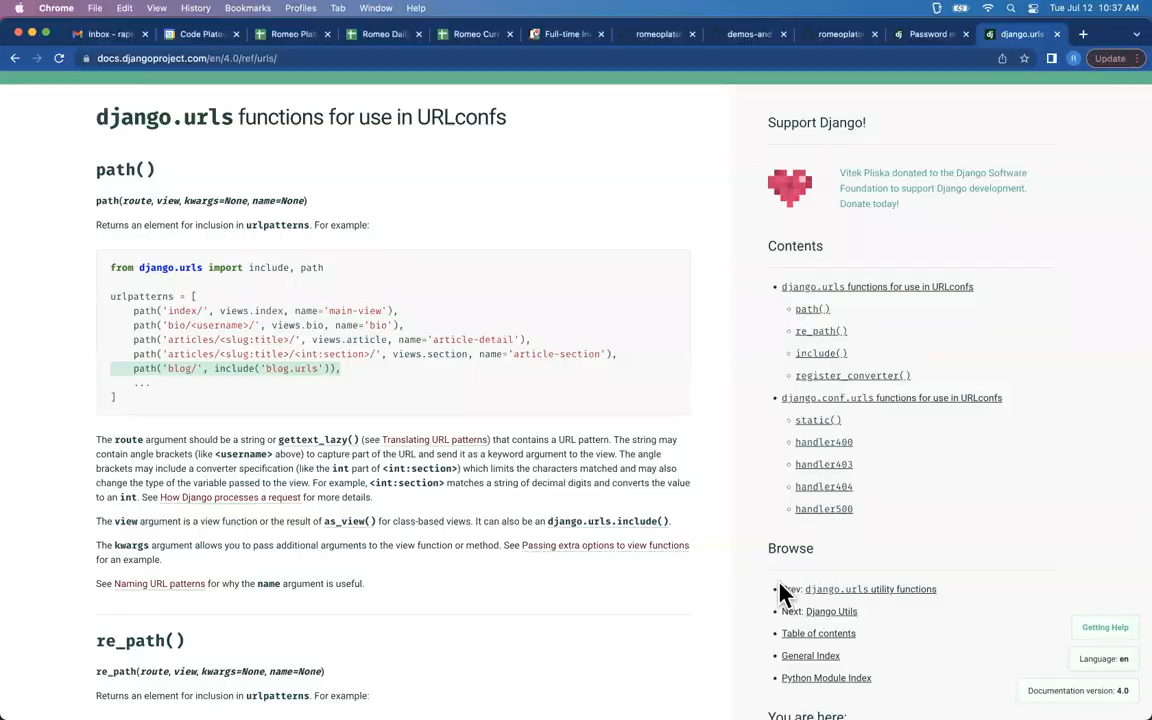 Chrome File Edit View History Bookmarks Profiles Tab Window Help Tue Jul 12 10:37 AM
Inbox - rap Code Plato Romeo Plat Romeo Dail Romeo Cur Full-time In romeoplato demos-and romeoplato Password m django.urls
docs.djangoproject.com/en/4.0/ref/urls/ R Update
django.urls functions for use in URLconfs
path()
path(route, view, kwargs=None, name=None)
Returns an element for inclusion in urlpatterns. For example:
from django.urls import include, path
urlpatterns = [
path('index/', views.index, name='main-view'),
path('bio/<username>/', views.bio, name='bio'),
path('articles/<slug:title>/', views.article, name='article-detail'),
path('articles/<slug:title>/<int:section>/', views.section, name='article-section'),
path('blog/', include('blog.urls')),
...
]
The route argument should be a string or gettext_lazy() (see Translating URL patterns) that contains a URL pattern. The string may
contain angle brackets (like <username> above) to capture part of the URL and send it as a keyword argument to the view. The angle
brackets may include a converter specification (like the int part of <int:section>) which limits the characters matched and may also
change the type of the variable passed to the view. For example, <int:section> matches a string of decimal digits and converts the value
to an int. See How Django processes a request for more details.
The view argument is a view function or the result of as_view() for class-based views. It can also be an django.urls.include().
The kwargs argument allows you to pass additional arguments to the view function or method. See Passing extra options to view functions
for an example.
See Naming URL patterns for why the name argument is useful.
re_path()
re_path(route, view, kwargs=None, name=None)
Returns an element for inclusion in urlpatterns. For example:
Support Django!
Vitek Pliska donated to the Django Software
Foundation to support Django development.
Donate today!
Contents
django.urls functions for use in URLconfs
path()
re_path()
include()
register_converter()
django.conf.urls functions for use in URLconfs
static()
handler400
handler403
handler404
handler500
Browse
django.urls utility functions
Next: Django Utils
Table of contents
General Index
Python Module Index
You are here:
Getting Help
Language: en
Documentation version: 4.0